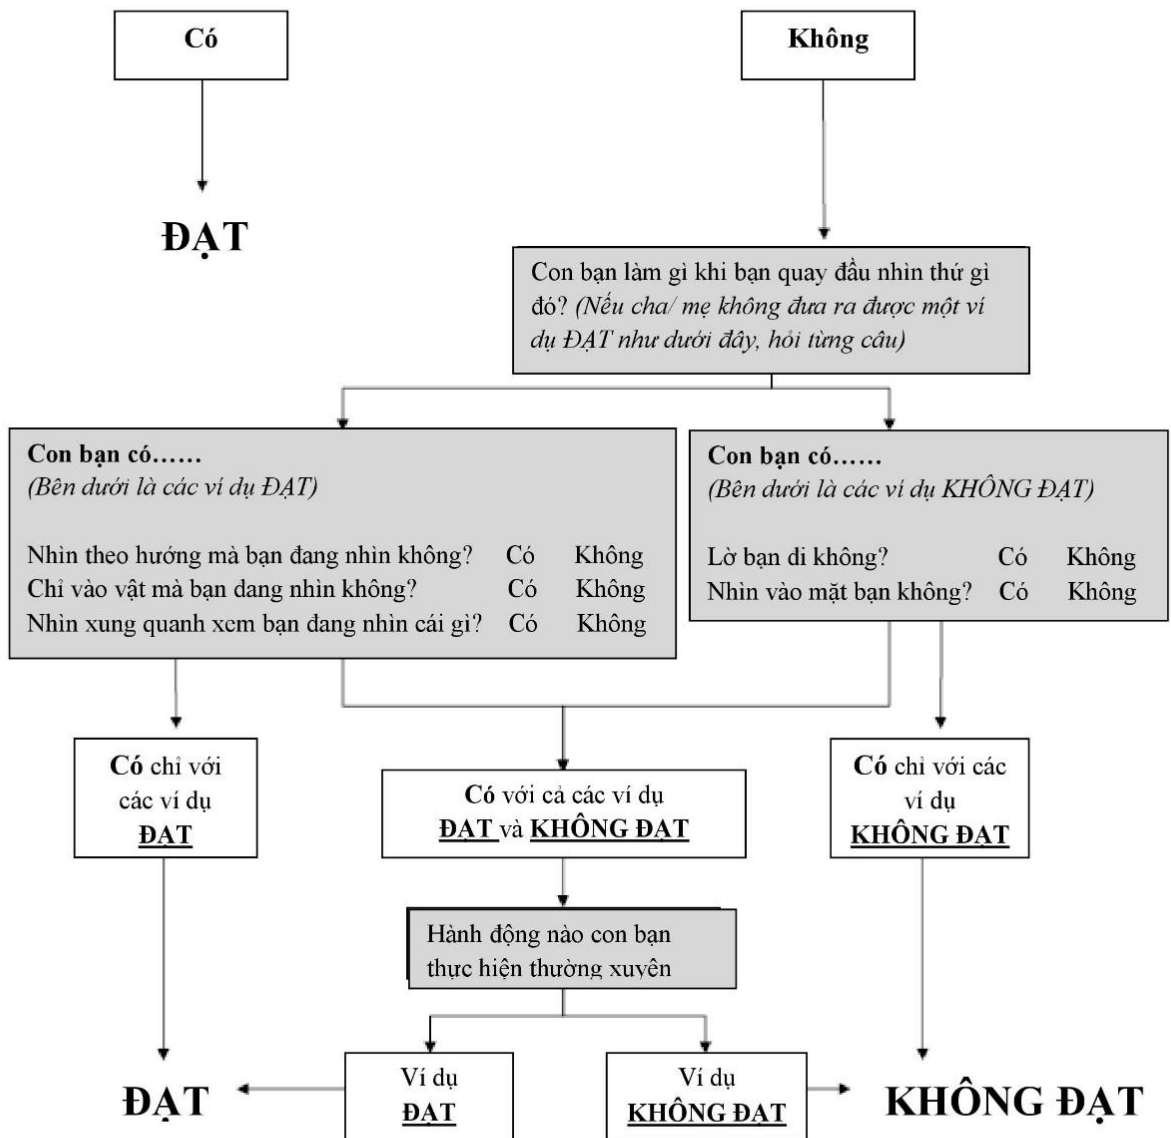 Có
Không
ĐẠT
Con bạn làm gì khi bạn quay đầu nhìn thứ gì
đó? (Nếu cha/ mẹ không đưa ra được một ví
dụ ĐẠT như dưới đây, hỏi từng câu)
Con bạn có......
(Bên dưới là các ví dụ ĐẠT)
Nhìn theo hướng mà bạn đang nhìn không? Có Không
Chỉ vào vật mà bạn đang nhìn không? Có Không
Nhìn xung quanh xem bạn đang nhìn cái gì? Có Không
Con bạn có......
(Bên dưới là các ví dụ KHÔNG ĐẠT)
Lờ bạn đi không? Có Không
Nhìn vào mặt bạn không? Có Không
Có chỉ với
các ví dụ
ĐẠT
Có với cả các ví dụ
ĐẠT và KHÔNG ĐẠT
Có chỉ với các
ví dụ
KHÔNG ĐẠT
Hành động nào con bạn
thực hiện thường xuyên
Ví dụ
ĐẠT
Ví dụ
KHÔNG ĐẠT
ĐẠT
KHÔNG ĐẠT